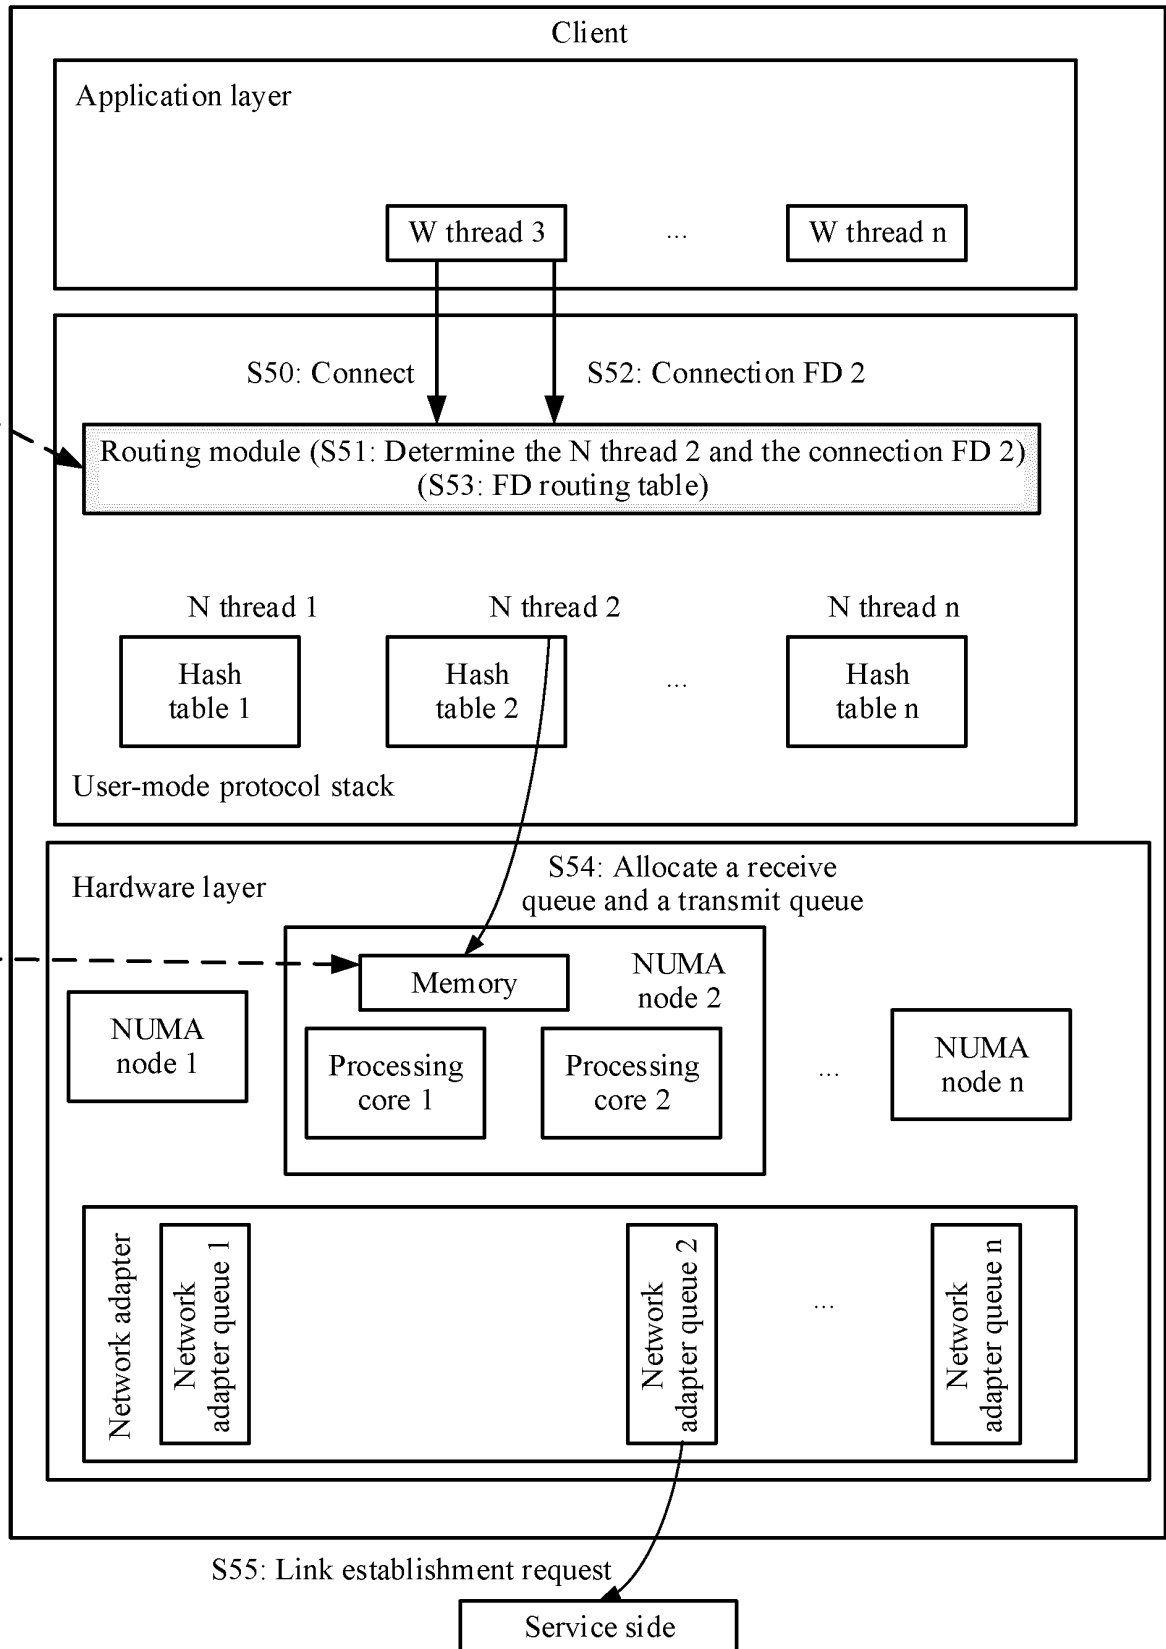 Client
Application layer
W thread 3
...
W thread n
S50: Connect
S52: Connection FD 2
Routing module (S51: Determine the N thread 2 and the connection FD 2)
(S53: FD routing table)
N thread 1
N thread 2
N thread n
Hash
table 1
Hash
table 2
...
Hash
table n
User-mode protocol stack
S54: Allocate a receive
queue and a transmit queue
Hardware layer
Memory
NUMA
node 2
NUMA
node 1
Processing
core 1
Processing
core 2
...
NUMA
node n
Network adapter
Network
adapter queue 1
Network
adapter queue 2
...
Network
adapter queue n
S55: Link establishment request
Service side